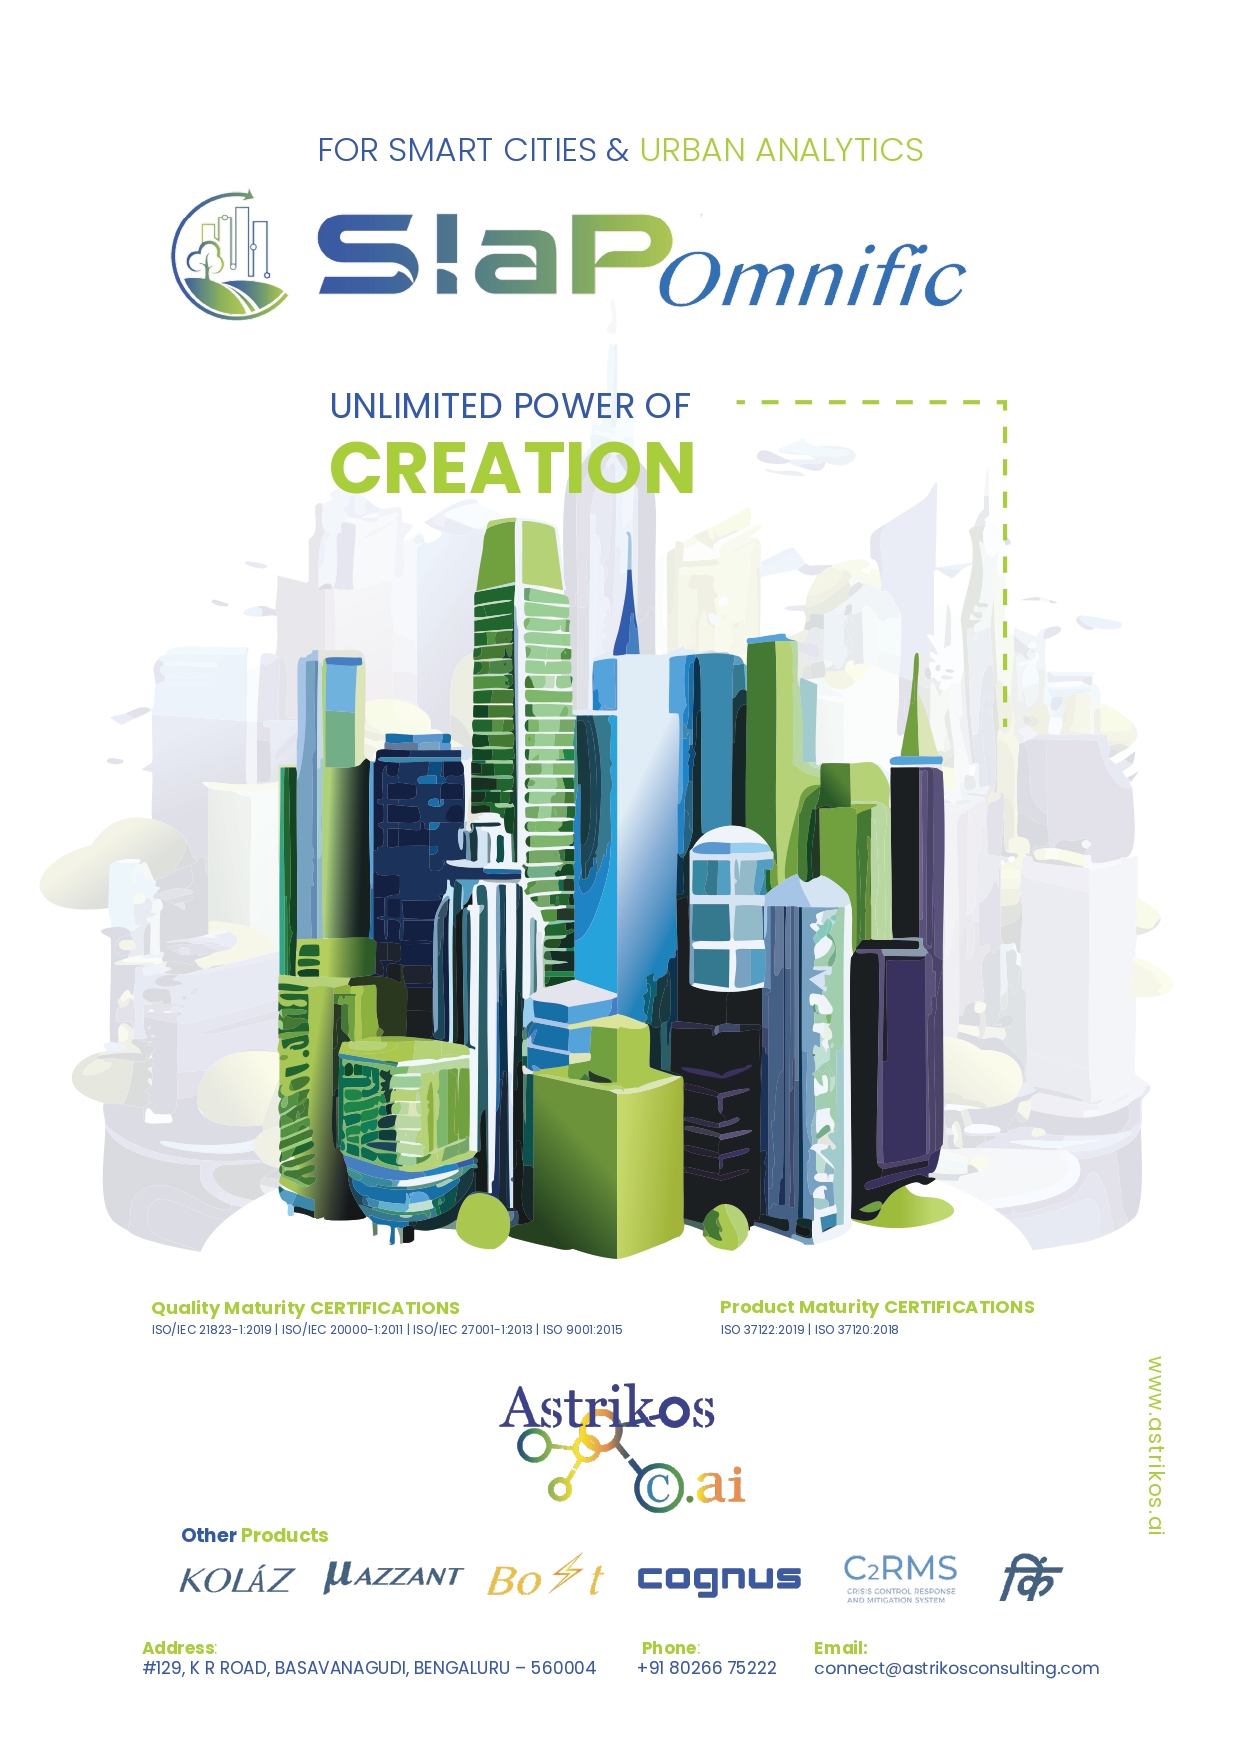 FOR SMART CITIES & URBAN ANALYTICS
S!aP Omnific
UNLIMITED POWER OF
CREATION
Quality Maturity CERTIFICATIONS
ISO/IEC 21823-1:2019 | ISO/IEC 20000-1:2011 | ISO/IEC 27001-1:2013 | ISO 9001:2015
Product Maturity CERTIFICATIONS
ISO 37122:2019 | ISO 37120:2018
www.astrikos.ai
Astrikos
©.ai
Other Products
KOLÁZ
µAZZANT
Bo⚡t
cognus
C2RMS
CRISIS CONTROL RESPONSE
AND MITIGATION SYSTEM
कि
Address:
#129, K R ROAD, BASAVANAGUDI, BENGALURU – 560004
Phone:
+91 80266 75222
Email:
connect@astrikosconsulting.com